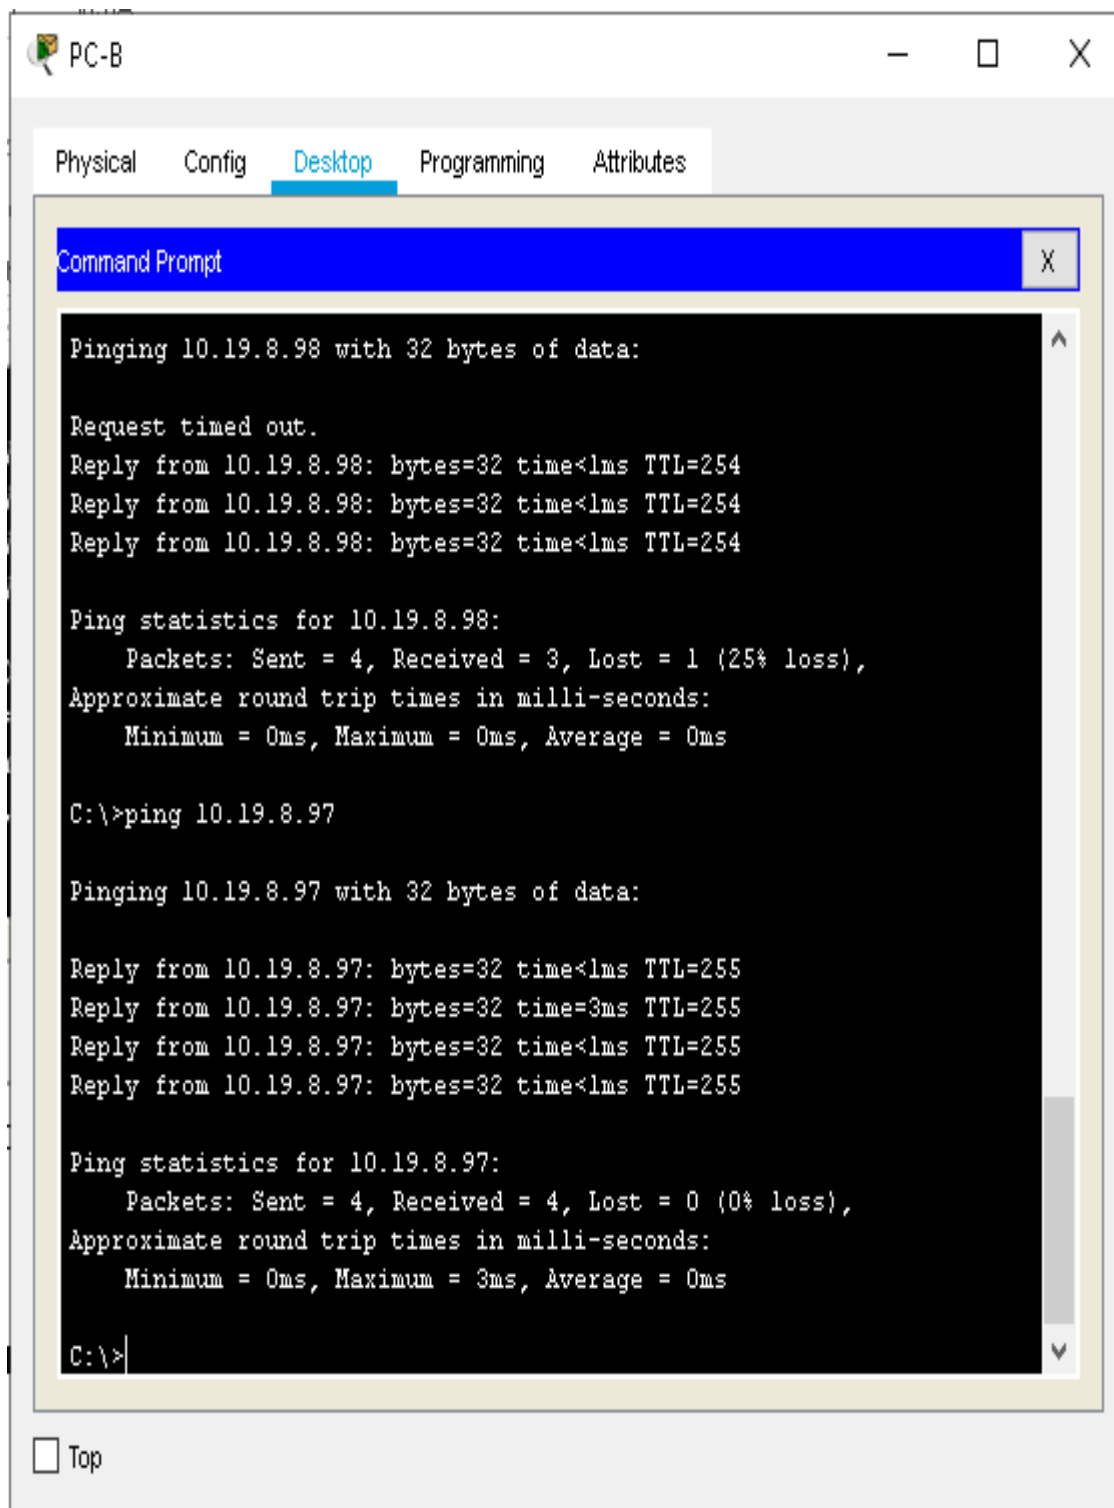 PC-B
Physical Config Desktop Programming Attributes
Command Prompt
X
Pinging 10.19.8.98 with 32 bytes of data:
Request timed out.
Reply from 10.19.8.98: bytes=32 time<1ms TTL=254
Reply from 10.19.8.98: bytes=32 time<1ms TTL=254
Reply from 10.19.8.98: bytes=32 time<1ms TTL=254
Ping statistics for 10.19.8.98:
Packets: Sent = 4, Received = 3, Lost = 1 (25% loss),
Approximate round trip times in milli-seconds:
Minimum = 0ms, Maximum = 0ms, Average = 0ms
C:\>ping 10.19.8.97
Pinging 10.19.8.97 with 32 bytes of data:
Reply from 10.19.8.97: bytes=32 time<1ms TTL=255
Reply from 10.19.8.97: bytes=32 time=3ms TTL=255
Reply from 10.19.8.97: bytes=32 time<1ms TTL=255
Reply from 10.19.8.97: bytes=32 time<1ms TTL=255
Ping statistics for 10.19.8.97:
Packets: Sent = 4, Received = 4, Lost = 0 (0% loss),
Approximate round trip times in milli-seconds:
Minimum = 0ms, Maximum = 3ms, Average = 0ms
C:\>
Top